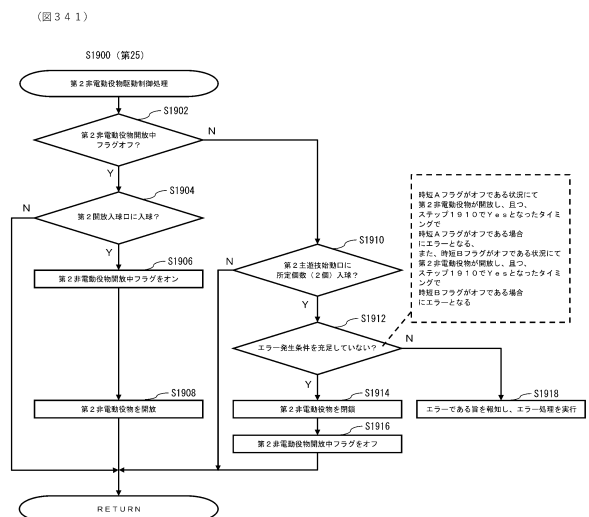 （図３４１）
S1900（第25）
第２非電動役物駆動制御処理
S1902
第２非電動役物開放中
フラグオフ？
N
Y
S1904
第２開放入球口に入球？
N
Y
S1906
第２非電動役物開放中フラグをオン
S1908
第２非電動役物を開放
時短Ａフラグがオフである状況にて
第２非電動役物が開放し、且つ、
ステップ１９１０でＹｅｓとなったタイミ
ングで
時短Ａフラグがオフである場合
にエラーとなる。
また、時短Ｂフラグがオフである状況にて
第２非電動役物が開放し、且つ、
ステップ１９１０でＹｅｓとなったタイミ
ングで
時短Ｂフラグがオフである場合
にエラーとなる
S1910
第２主遊技始動口に
所定個数（２個）入球？
N
Y
S1912
エラー発生条件を充足していない？
N
Y
S1914
第２非電動役物を閉鎖
S1916
第２非電動役物開放中フラグをオフ
S1918
エラーである旨を報知し、エラー処理を実行
ＲＥＴＵＲＮ